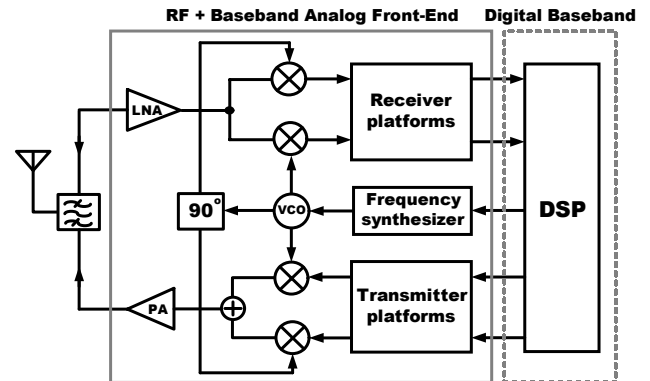 RF + Baseband Analog Front-End
Digital Baseband
LNA
Receiver
platforms
90°
VCO
Frequency
synthesizer
DSP
PA
Transmitter
platforms